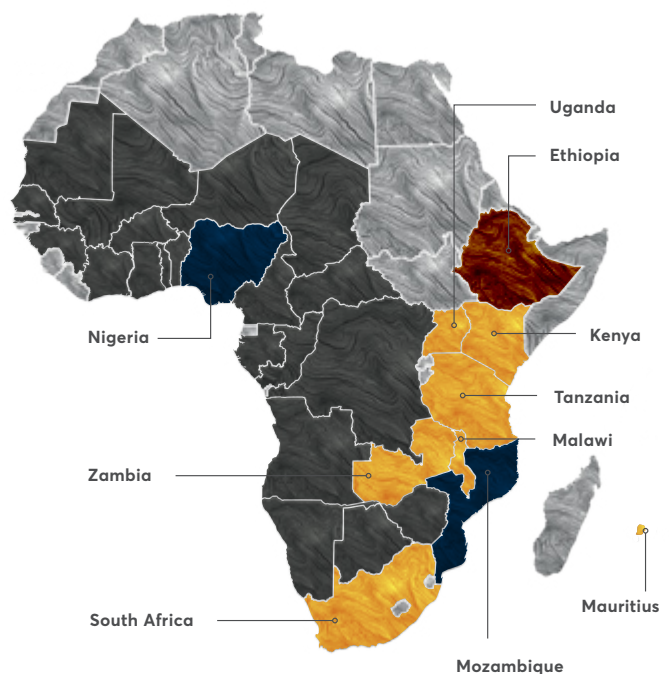 Uganda
Ethiopia
Nigeria
Kenya
Tanzania
Malawi
Zambia
Mauritius
South Africa
Mozambique